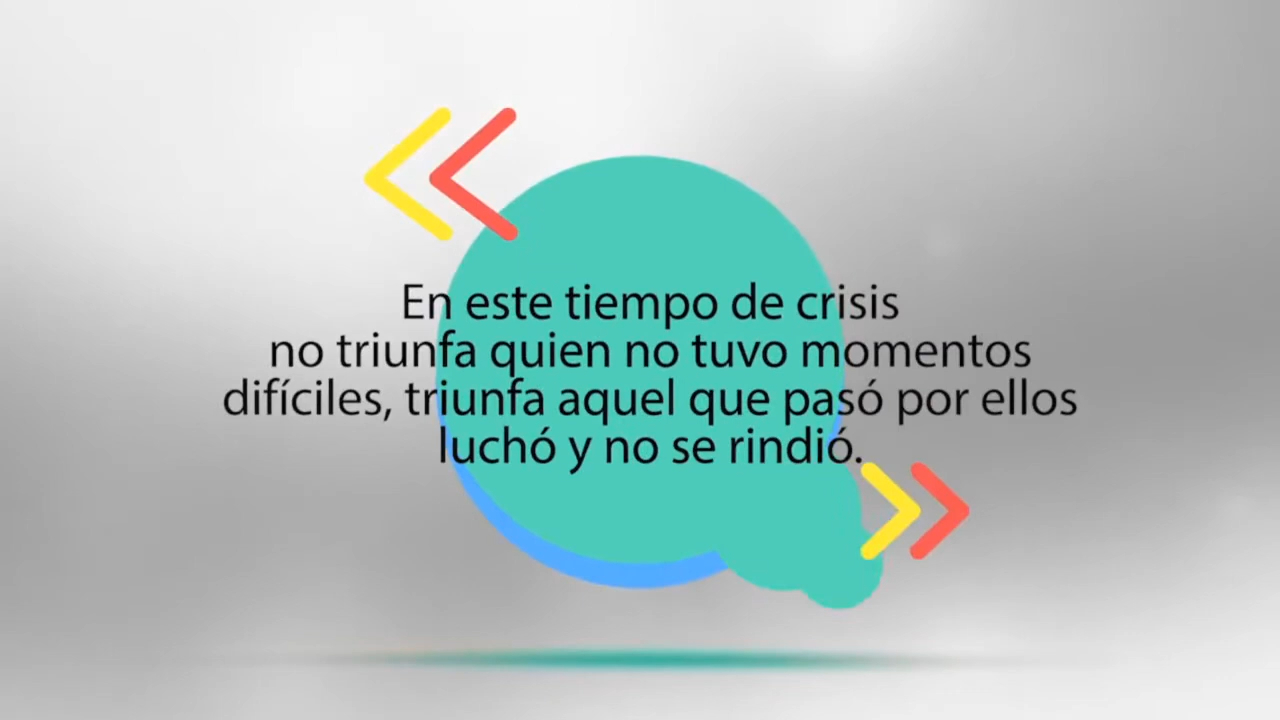 En este tiempo de crisis
no triunfa quien no tuvo momentos
difíciles, triunfa aquel que pasó por ellos
luchó y no se rindió.